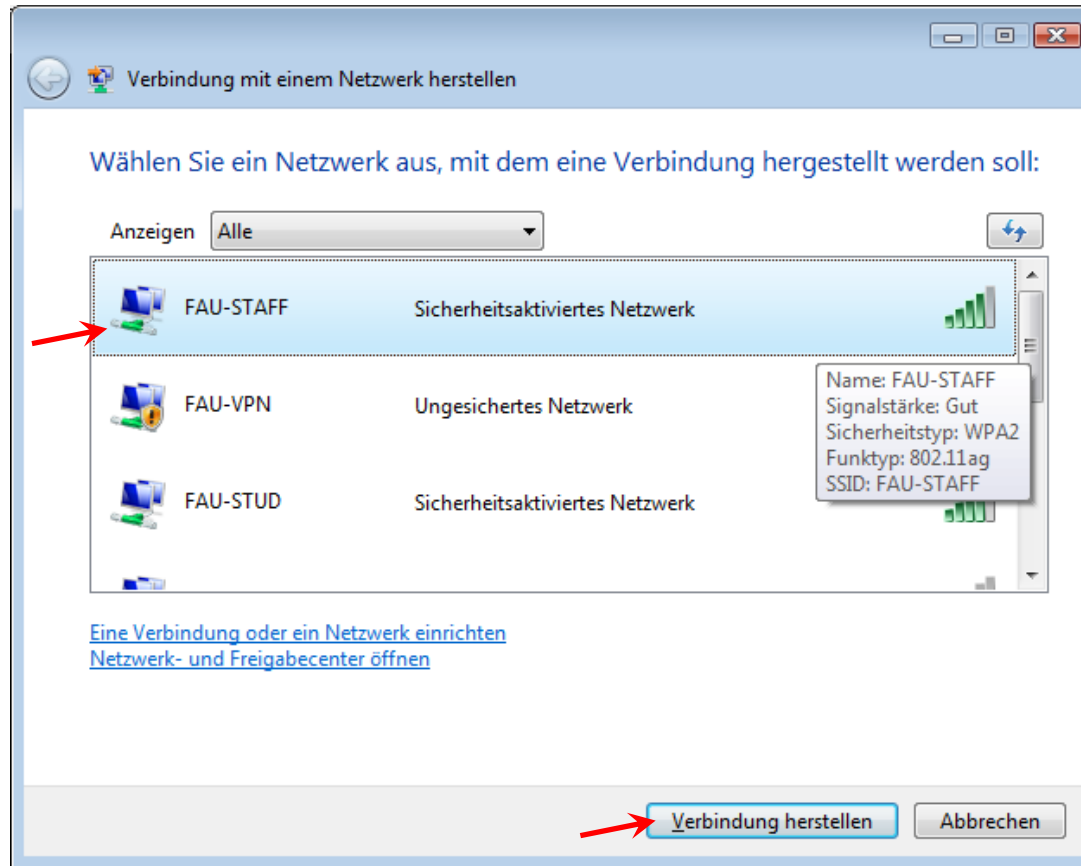 Verbindung mit einem Netzwerk herstellen
Wählen Sie ein Netzwerk aus, mit dem eine Verbindung hergestellt werden soll:
Anzeigen Alle
FAU-STAFF Sicherheitsaktiviertes Netzwerk
FAU-VPN Ungesichertes Netzwerk
Name: FAU-STAFF
Signalstärke: Gut
Sicherheitstyp: WPA2
Funktyp: 802.11ag
SSID: FAU-STAFF
FAU-STUD Sicherheitsaktiviertes Netzwerk
Eine Verbindung oder ein Netzwerk einrichten
Netzwerk- und Freigabecenter öffnen
Verbindung herstellen Abbrechen